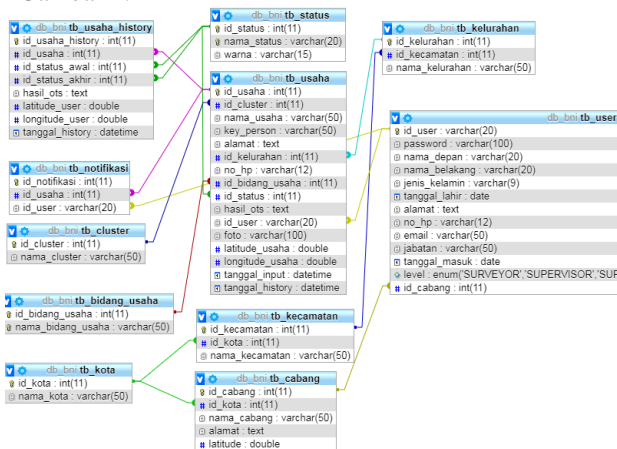 db_bni tb_usaha_history
id_usaha_history : int(11)
# id_usaha : int(11)
# id_status_awal : int(11)
# id_status_akhir : int(11)
hasil_ots : text
# latitude_user : double
# longitude_user : double
tanggal_history : datetime
db_bni tb_status
id_status : int(11)
nama_status : varchar(20)
warna : varchar(15)
db_bni tb_kelurahan
id_kelurahan : int(11)
# id_kecamatan : int(11)
nama_kelurahan : varchar(50)
db_bni tb_usaha
id_usaha : int(11)
# id_cluster : int(11)
nama_usaha : varchar(50)
key_person : varchar(50)
alamat : text
# id_kelurahan : int(11)
no_hp : varchar(12)
# id_bidang_usaha : int(11)
# id_status : int(11)
hasil_ots : text
id_user : varchar(20)
foto : varchar(100)
# latitude_usaha : double
# longitude_usaha : double
tanggal_input : datetime
tanggal_history : datetime
db_bni tb_user
id_user : varchar(20)
password : varchar(100)
nama_depan : varchar(20)
nama_belakang : varchar(20)
jenis_kelamin : varchar(9)
tanggal_lahir : date
alamat : text
no_hp : varchar(12)
email : varchar(50)
jabatan : varchar(50)
tanggal_masuk : date
level : enum('SURVEYOR','SUPERVISOR','SUP
# id_cabang : int(11)
db_bni tb_notifikasi
id_notifikasi : int(11)
# id_usaha : int(11)
id_user : varchar(20)
db_bni tb_cluster
id_cluster : int(11)
nama_cluster : varchar(50)
db_bni tb_bidang_usaha
id_bidang_usaha : int(11)
nama_bidang_usaha : varchar(50)
db_bni tb_kecamatan
id_kecamatan : int(11)
# id_kota : int(11)
nama_kecamatan : varchar(50)
db_bni tb_kota
id_kota : int(11)
nama_kota : varchar(50)
db_bni tb_cabang
id_cabang : int(11)
# id_kota : int(11)
nama_cabang : varchar(50)
alamat : text
# latitude : double